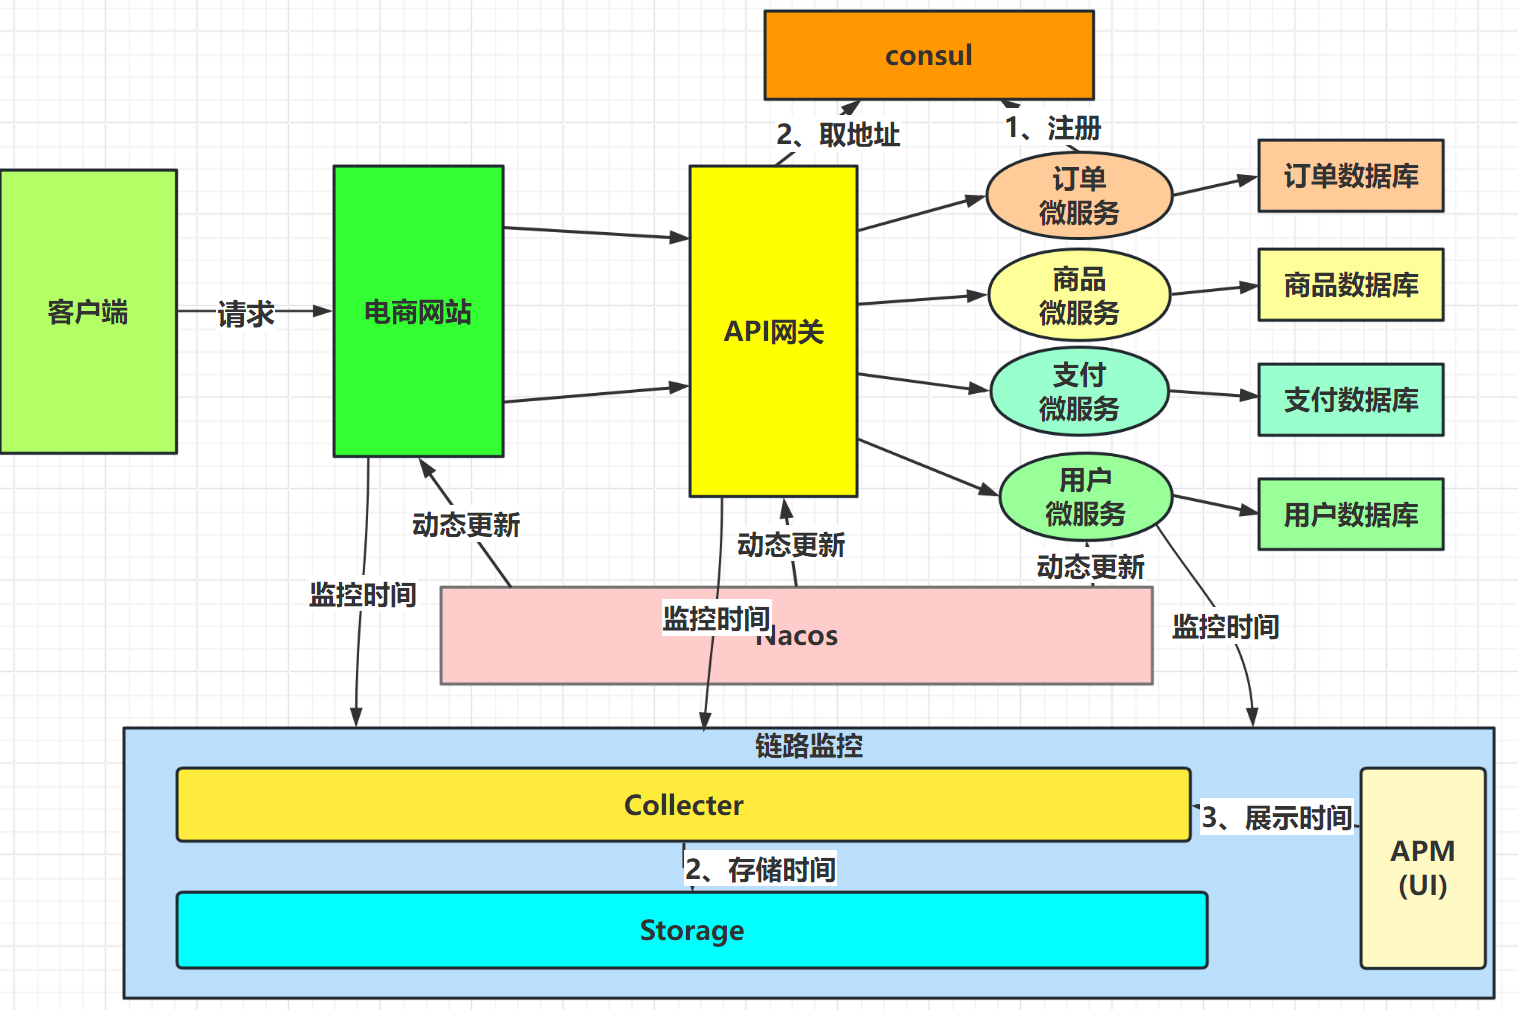 consul
2、取地址
1、注册
订单
微服务
订单数据库
客户端
请求
电商网站
API网关
商品
微服务
商品数据库
支付
微服务
支付数据库
用户
微服务
用户数据库
动态更新
动态更新
动态更新
监控时间
监控时间
监控时间
Nacos
链路监控
Collecter
3、展示时间
2、存储时间
APM
(UI)
Storage